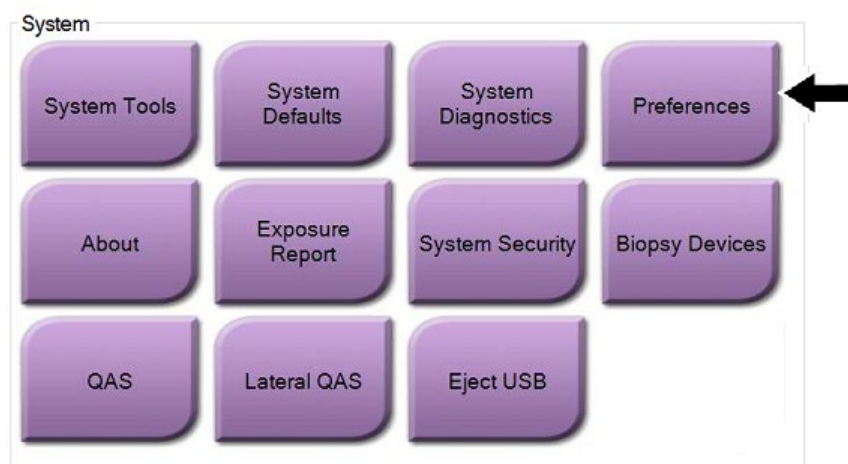 System
System Tools
System
Defaults
System
Diagnostics
Preferences
About
Exposure
Report
System Security
Biopsy Devices
QAS
Lateral QAS
Eject USB